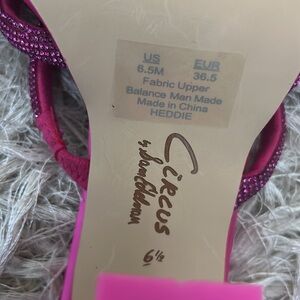 US EUR
6.5M 36.5
Fabric Upper
Balance Man Made
Made in China
HEDDIE
CiRCUS
by Sam Edelman
6½